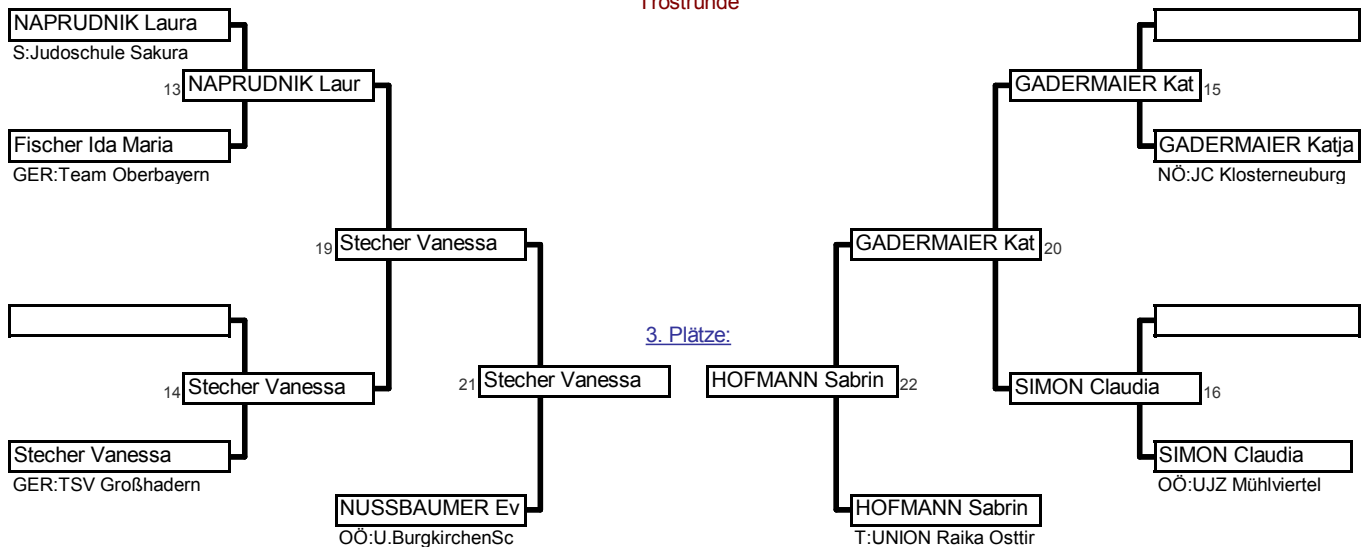 Trostrunde
NAPRUDNIK Laura
S:Judoschule Sakura
13 NAPRUDNIK Laur
Fischer Ida Maria
GER:Team Oberbayern
19 Stecher Vanessa
14 Stecher Vanessa
Stecher Vanessa
GER:TSV Großhadern
21 Stecher Vanessa
NUSSBAUMER Ev
OÖ:U.BurgkirchenSc
3. Plätze:
GADERMAIER Kat 15
GADERMAIER Katja
NÖ:JC Klosterneuburg
GADERMAIER Kat 20
HOFMANN Sabrin 22
SIMON Claudia 16
SIMON Claudia
OÖ:UJZ Mühlviertel
HOFMANN Sabrin
T:UNION Raika Osttir